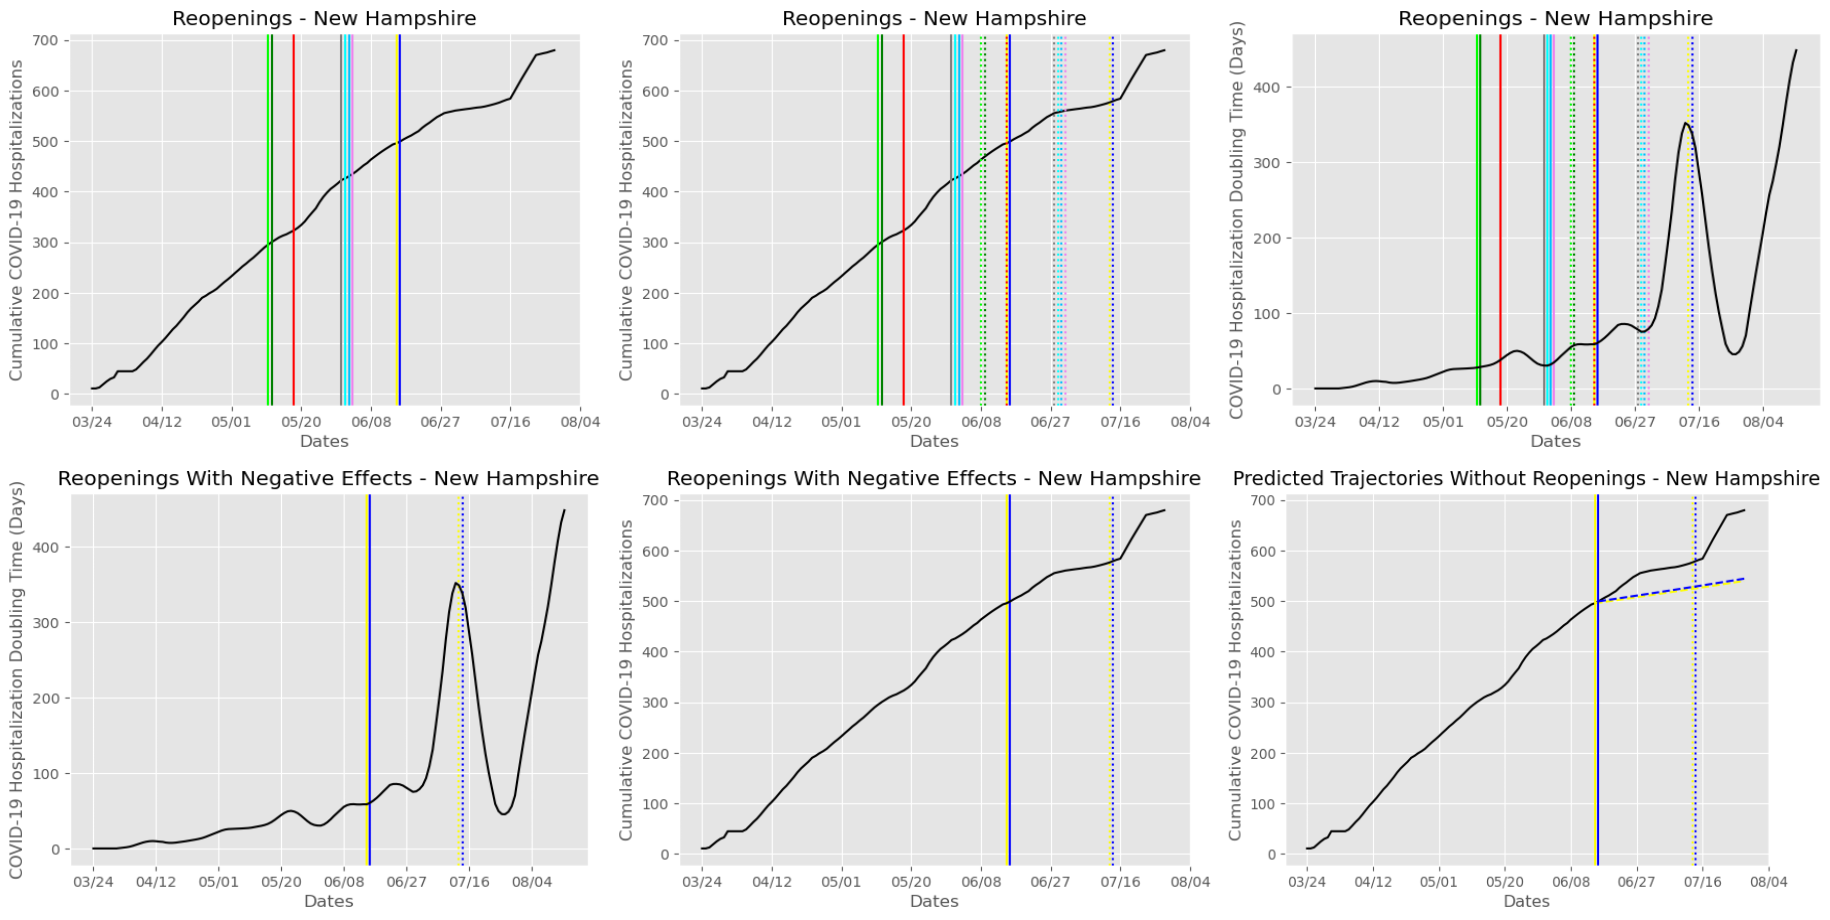 Reopenings - New Hampshire
Cumulative COVID-19 Hospitalizations
700
600
500
400
300
200
100
0
03/24 04/12 05/01 05/20 06/08 06/27 07/16 08/04
Dates
Reopenings - New Hampshire
Cumulative COVID-19 Hospitalizations
700
600
500
400
300
200
100
0
03/24 04/12 05/01 05/20 06/08 06/27 07/16 08/04
Dates
Reopenings - New Hampshire
COVID-19 Hospitalization Doubling Time (Days)
400
300
200
100
0
03/24 04/12 05/01 05/20 06/08 06/27 07/16 08/04
Dates
Reopenings With Negative Effects - New Hampshire
COVID-19 Hospitalization Doubling Time (Days)
400
300
200
100
0
03/24 04/12 05/01 05/20 06/08 06/27 07/16 08/04
Dates
Reopenings With Negative Effects - New Hampshire
Cumulative COVID-19 Hospitalizations
700
600
500
400
300
200
100
0
03/24 04/12 05/01 05/20 06/08 06/27 07/16 08/04
Dates
Predicted Trajectories Without Reopenings - New Hampshire
Cumulative COVID-19 Hospitalizations
700
600
500
400
300
200
100
0
03/24 04/12 05/01 05/20 06/08 06/27 07/16 08/04
Dates